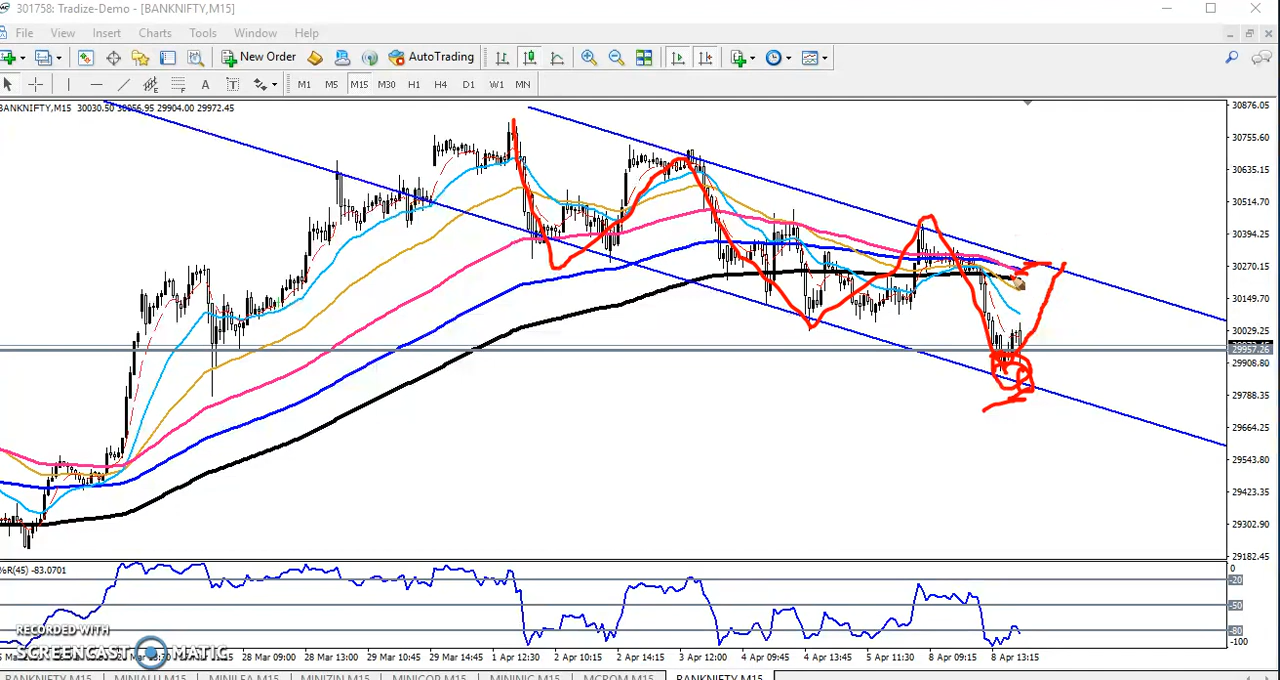 301758: Tradize-Demo - [BANKNIFTY,M15]
File View Insert Charts Tools Window Help
New Order AutoTrading
A T M1 M5 M15 M30 H1 H4 D1 W1 MN
BANKNIFTY,M15 30030.50 30056.95 29904.00 29972.45
30876.05
30755.60
30635.15
30514.70
30394.25
30270.15
30149.70
30029.25
29957.26
29908.80
29788.35
29664.25
29543.80
29423.35
29302.90
29182.45
%R(45) -83.0701
0
-20
-50
-80
-100
RECORDED WITH
SCREENCAST MATIC
28 Mar 09:00 28 Mar 13:00 29 Mar 10:45 29 Mar 14:45 1 Apr 12:30 2 Apr 10:15 2 Apr 14:15 3 Apr 12:00 4 Apr 09:45 4 Apr 13:45 5 Apr 11:30 8 Apr 09:15 8 Apr 13:15
BANKNIFTY,M15 MINIALU,M15 MINILEA,M15 MINIZIN,M15 MINICOP,M15 MINJNIC,M15 MCROM,M15 BANKNIFTY,M15